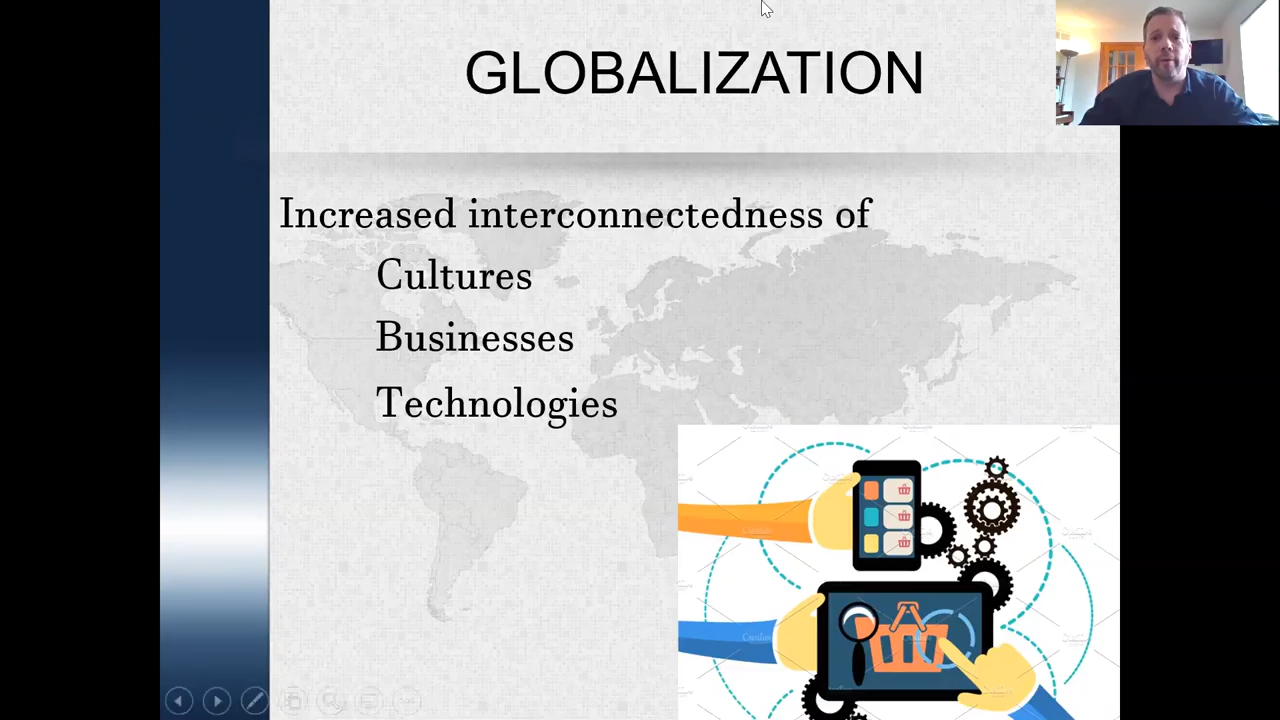 GLOBALIZATION
Increased interconnectedness of
Cultures
Businesses
Technologies